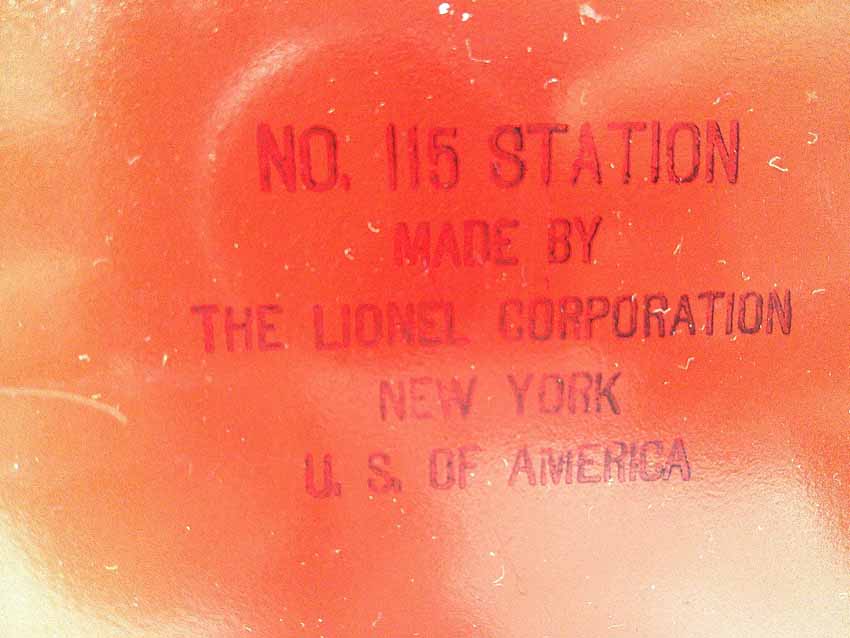 NO. 115 STATION
MADE BY
THE LIONEL CORPORATION
NEW YORK
U. S. OF AMERICA